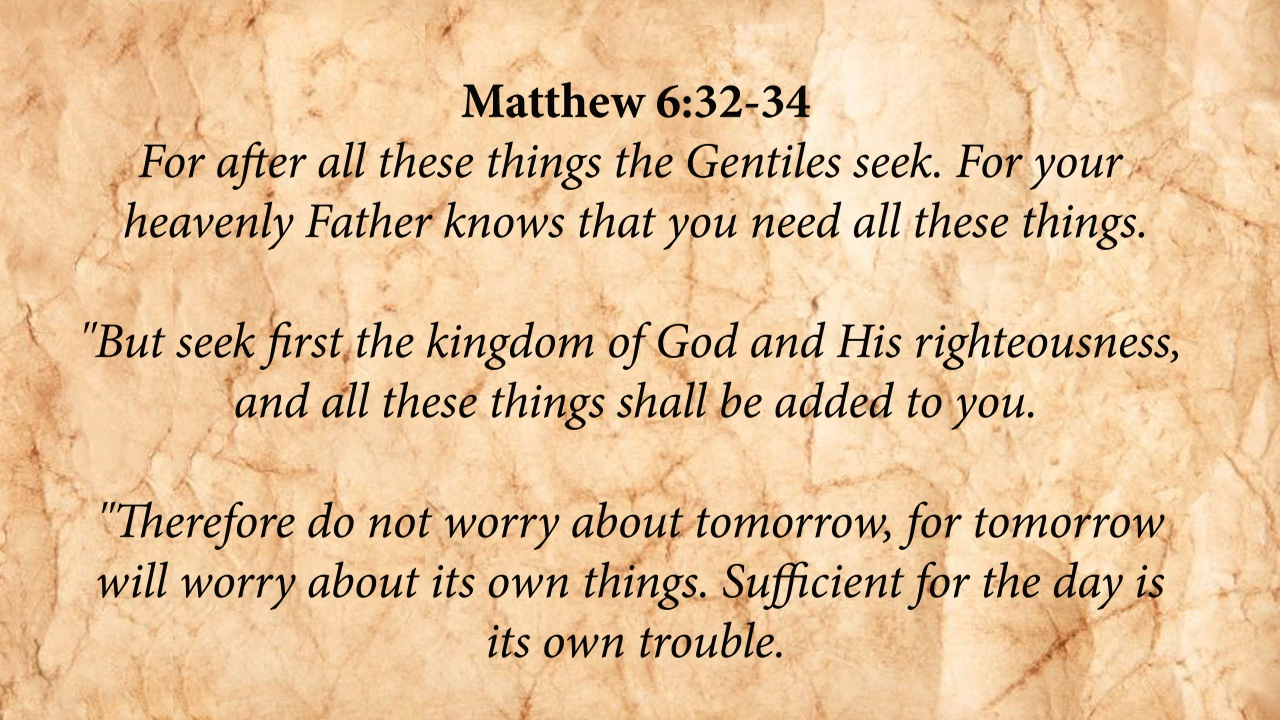 Matthew 6:32-34
For after all these things the Gentiles seek. For your
heavenly Father knows that you need all these things.
"But seek first the kingdom of God and His righteousness,
and all these things shall be added to you.
"Therefore do not worry about tomorrow, for tomorrow
will worry about its own things. Sufficient for the day is
its own trouble.